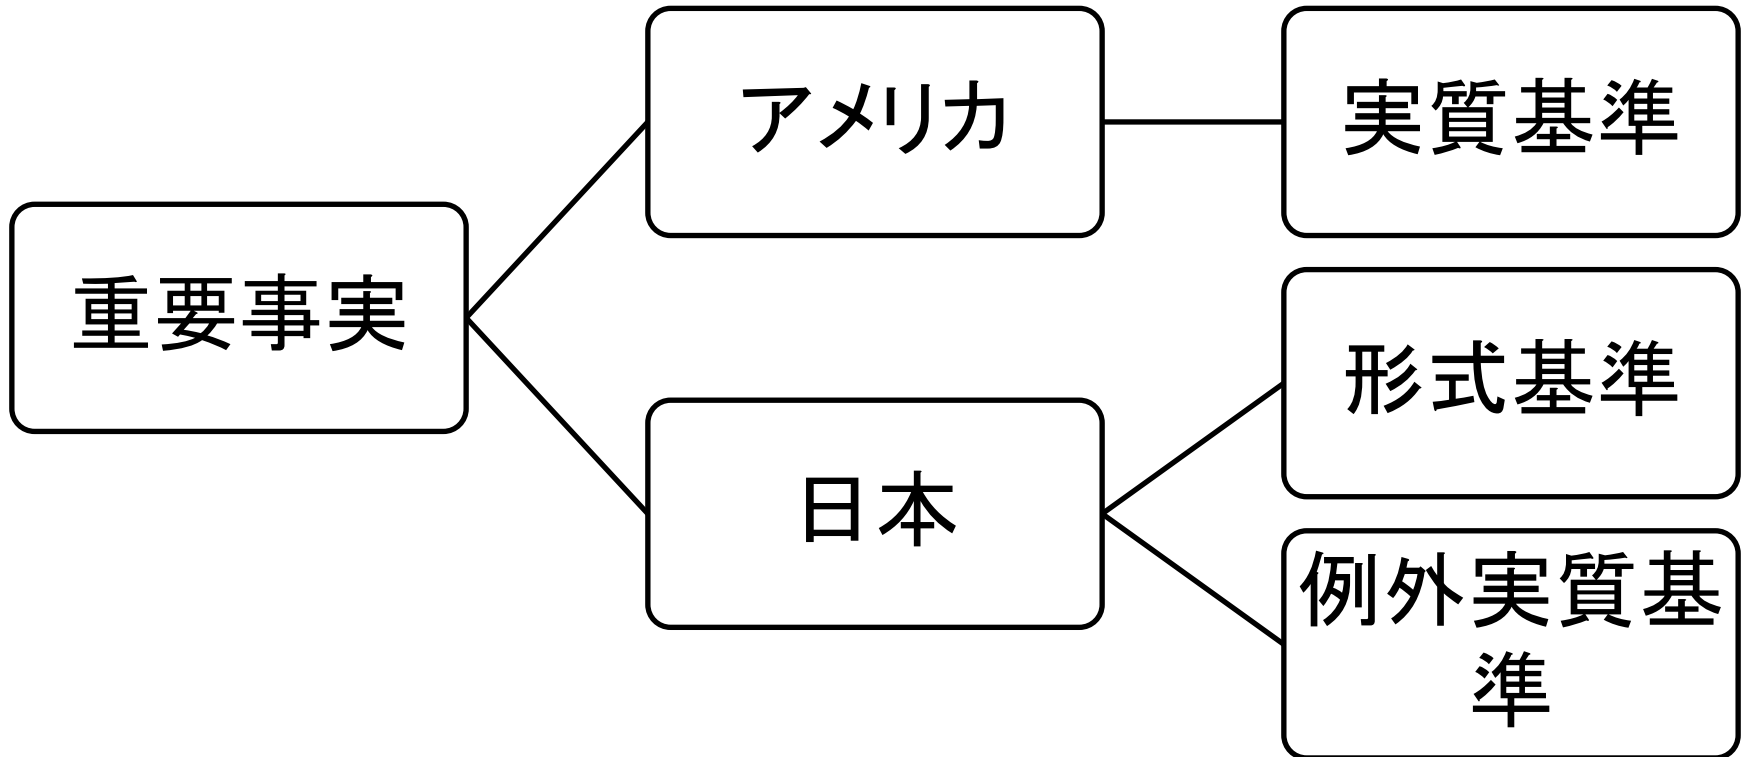 重要事実
アメリカ
実質基準
日本
形式基準
例外実質基
準